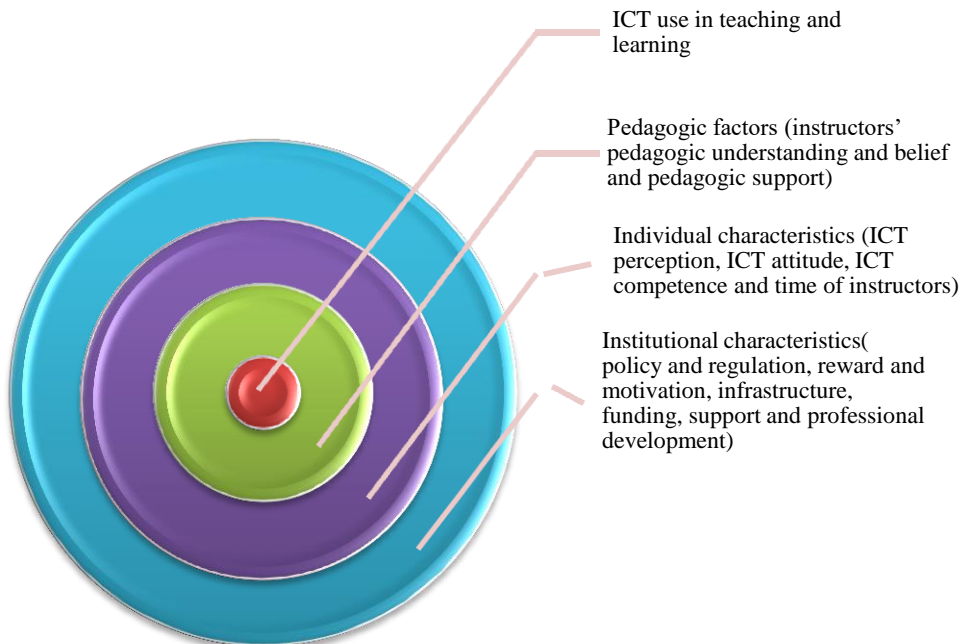 ICT use in teaching and
learning
Pedagogic factors (instructors’
pedagogic understanding and belief
and pedagogic support)
Individual characteristics (ICT
perception, ICT attitude, ICT
competence and time of instructors)
Institutional characteristics(
policy and regulation, reward and
motivation, infrastructure,
funding, support and professional
development)